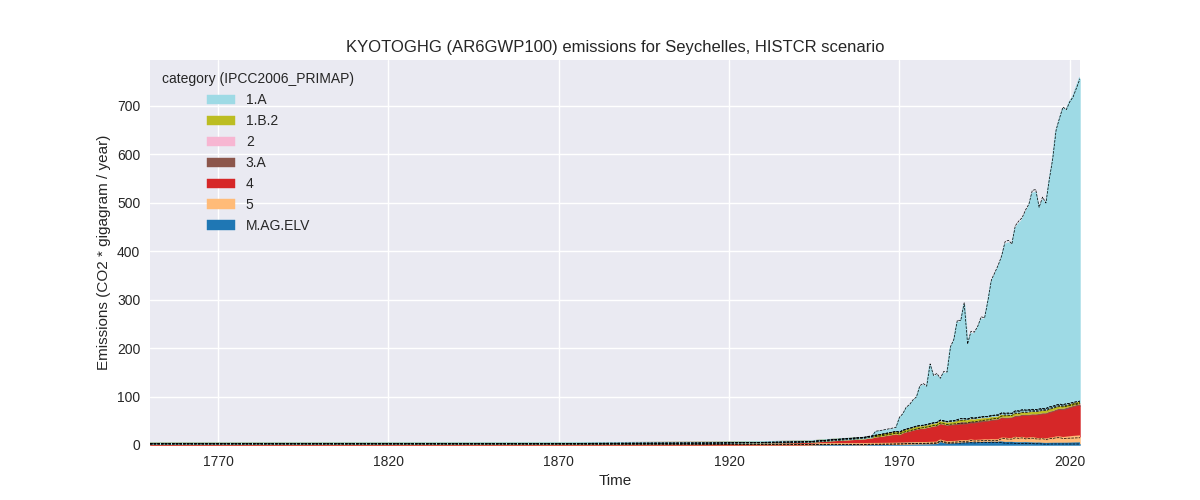 KYOTOGHG (AR6GWP100) emissions for Seychelles, HISTCR scenario
category (IPCC2006_PRIMAP)
1.A
1.B.2
2
3.A
4
5
M.AG.ELV
Emissions (CO2 * gigagram / year)
700
600
500
400
300
200
100
0
1770 1820 1870 1920 1970 2020
Time